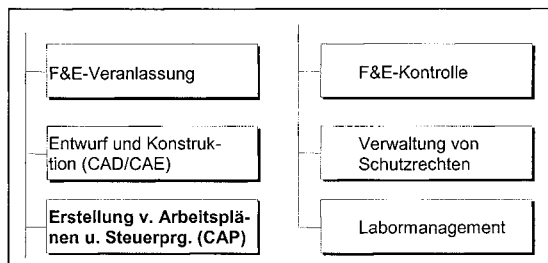 F&E-Veranlassung
Entwurf und Konstruk-
tion (CAD/CAE)
Erstellung v. Arbeitsplä-
nen u. Steuerprg. (CAP)
F&E-Kontrolle
Verwaltung von
Schutzrechten
Labormanagement